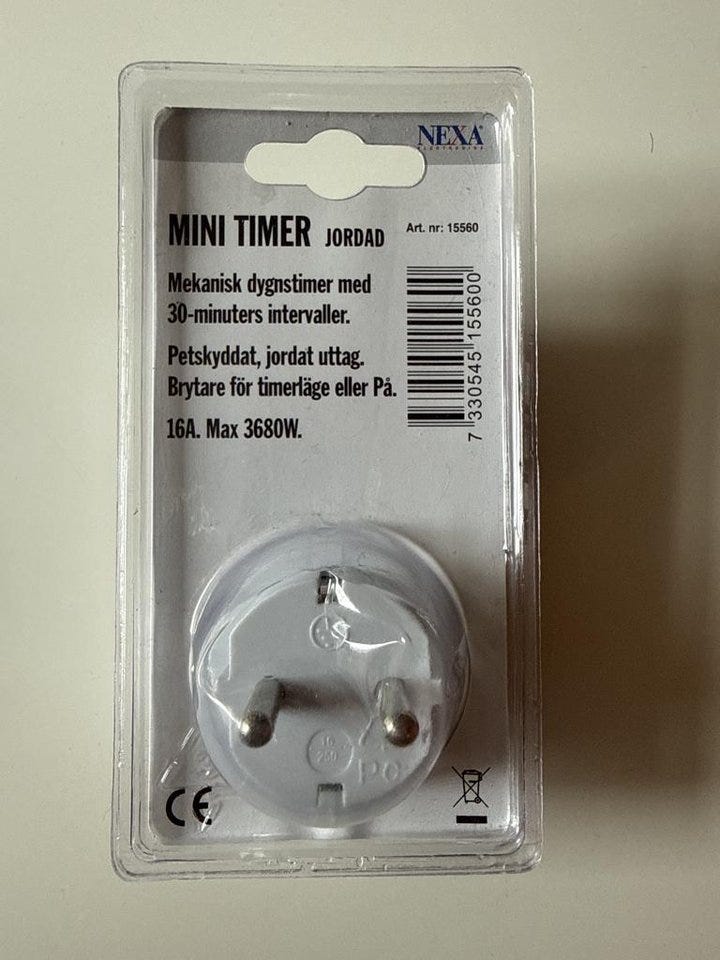 NEXA
MINI TIMER JORDAD
Art. nr: 15560
Mekanisk dygnstimer med
30-minuters intervaller.
Petskyddat, jordat uttag.
Brytare för timerläge eller På.
16A. Max 3680W.
7 330545 155600
CE